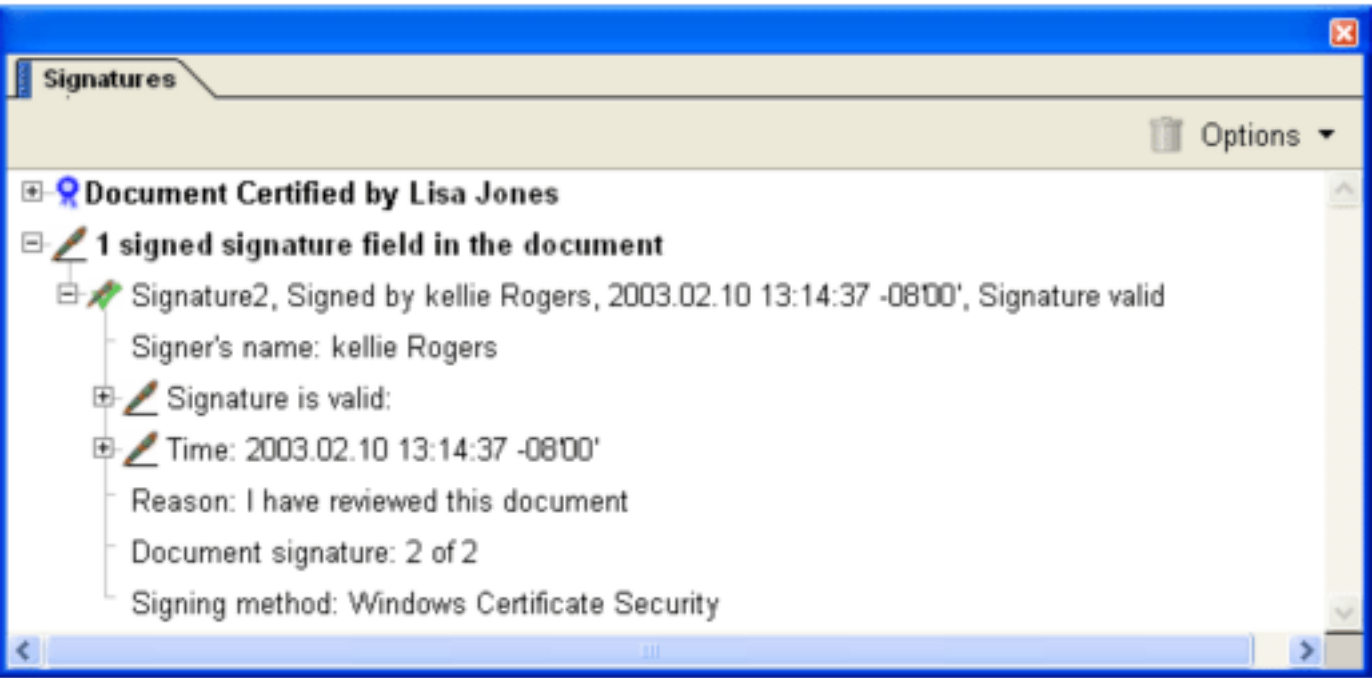 Signatures
Options
Document Certified by Lisa Jones
1 signed signature field in the document
Signature2, Signed by kellie Rogers, 2003.02.10 13:14:37 -08'00', Signature valid
Signer's name: kellie Rogers
Signature is valid:
Time: 2003.02.10 13:14:37 -08'00'
Reason: I have reviewed this document
Document signature: 2 of 2
Signing method: Windows Certificate Security